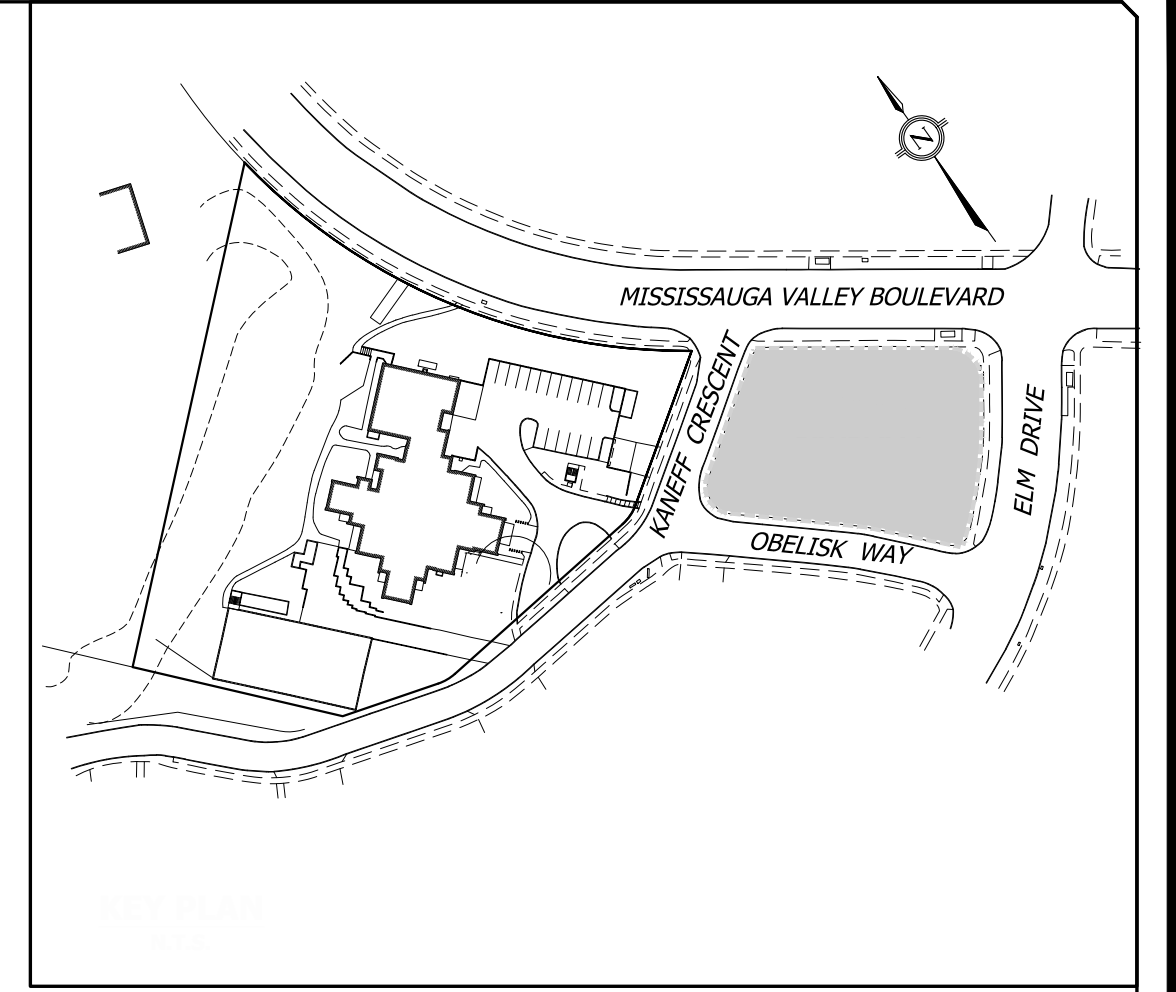 N
MISSISSAUGA VALLEY BOULEVARD
KANEFF CRESCENT
ELM DRIVE
OBELISK WAY
KEY PLAN
N.T.S.